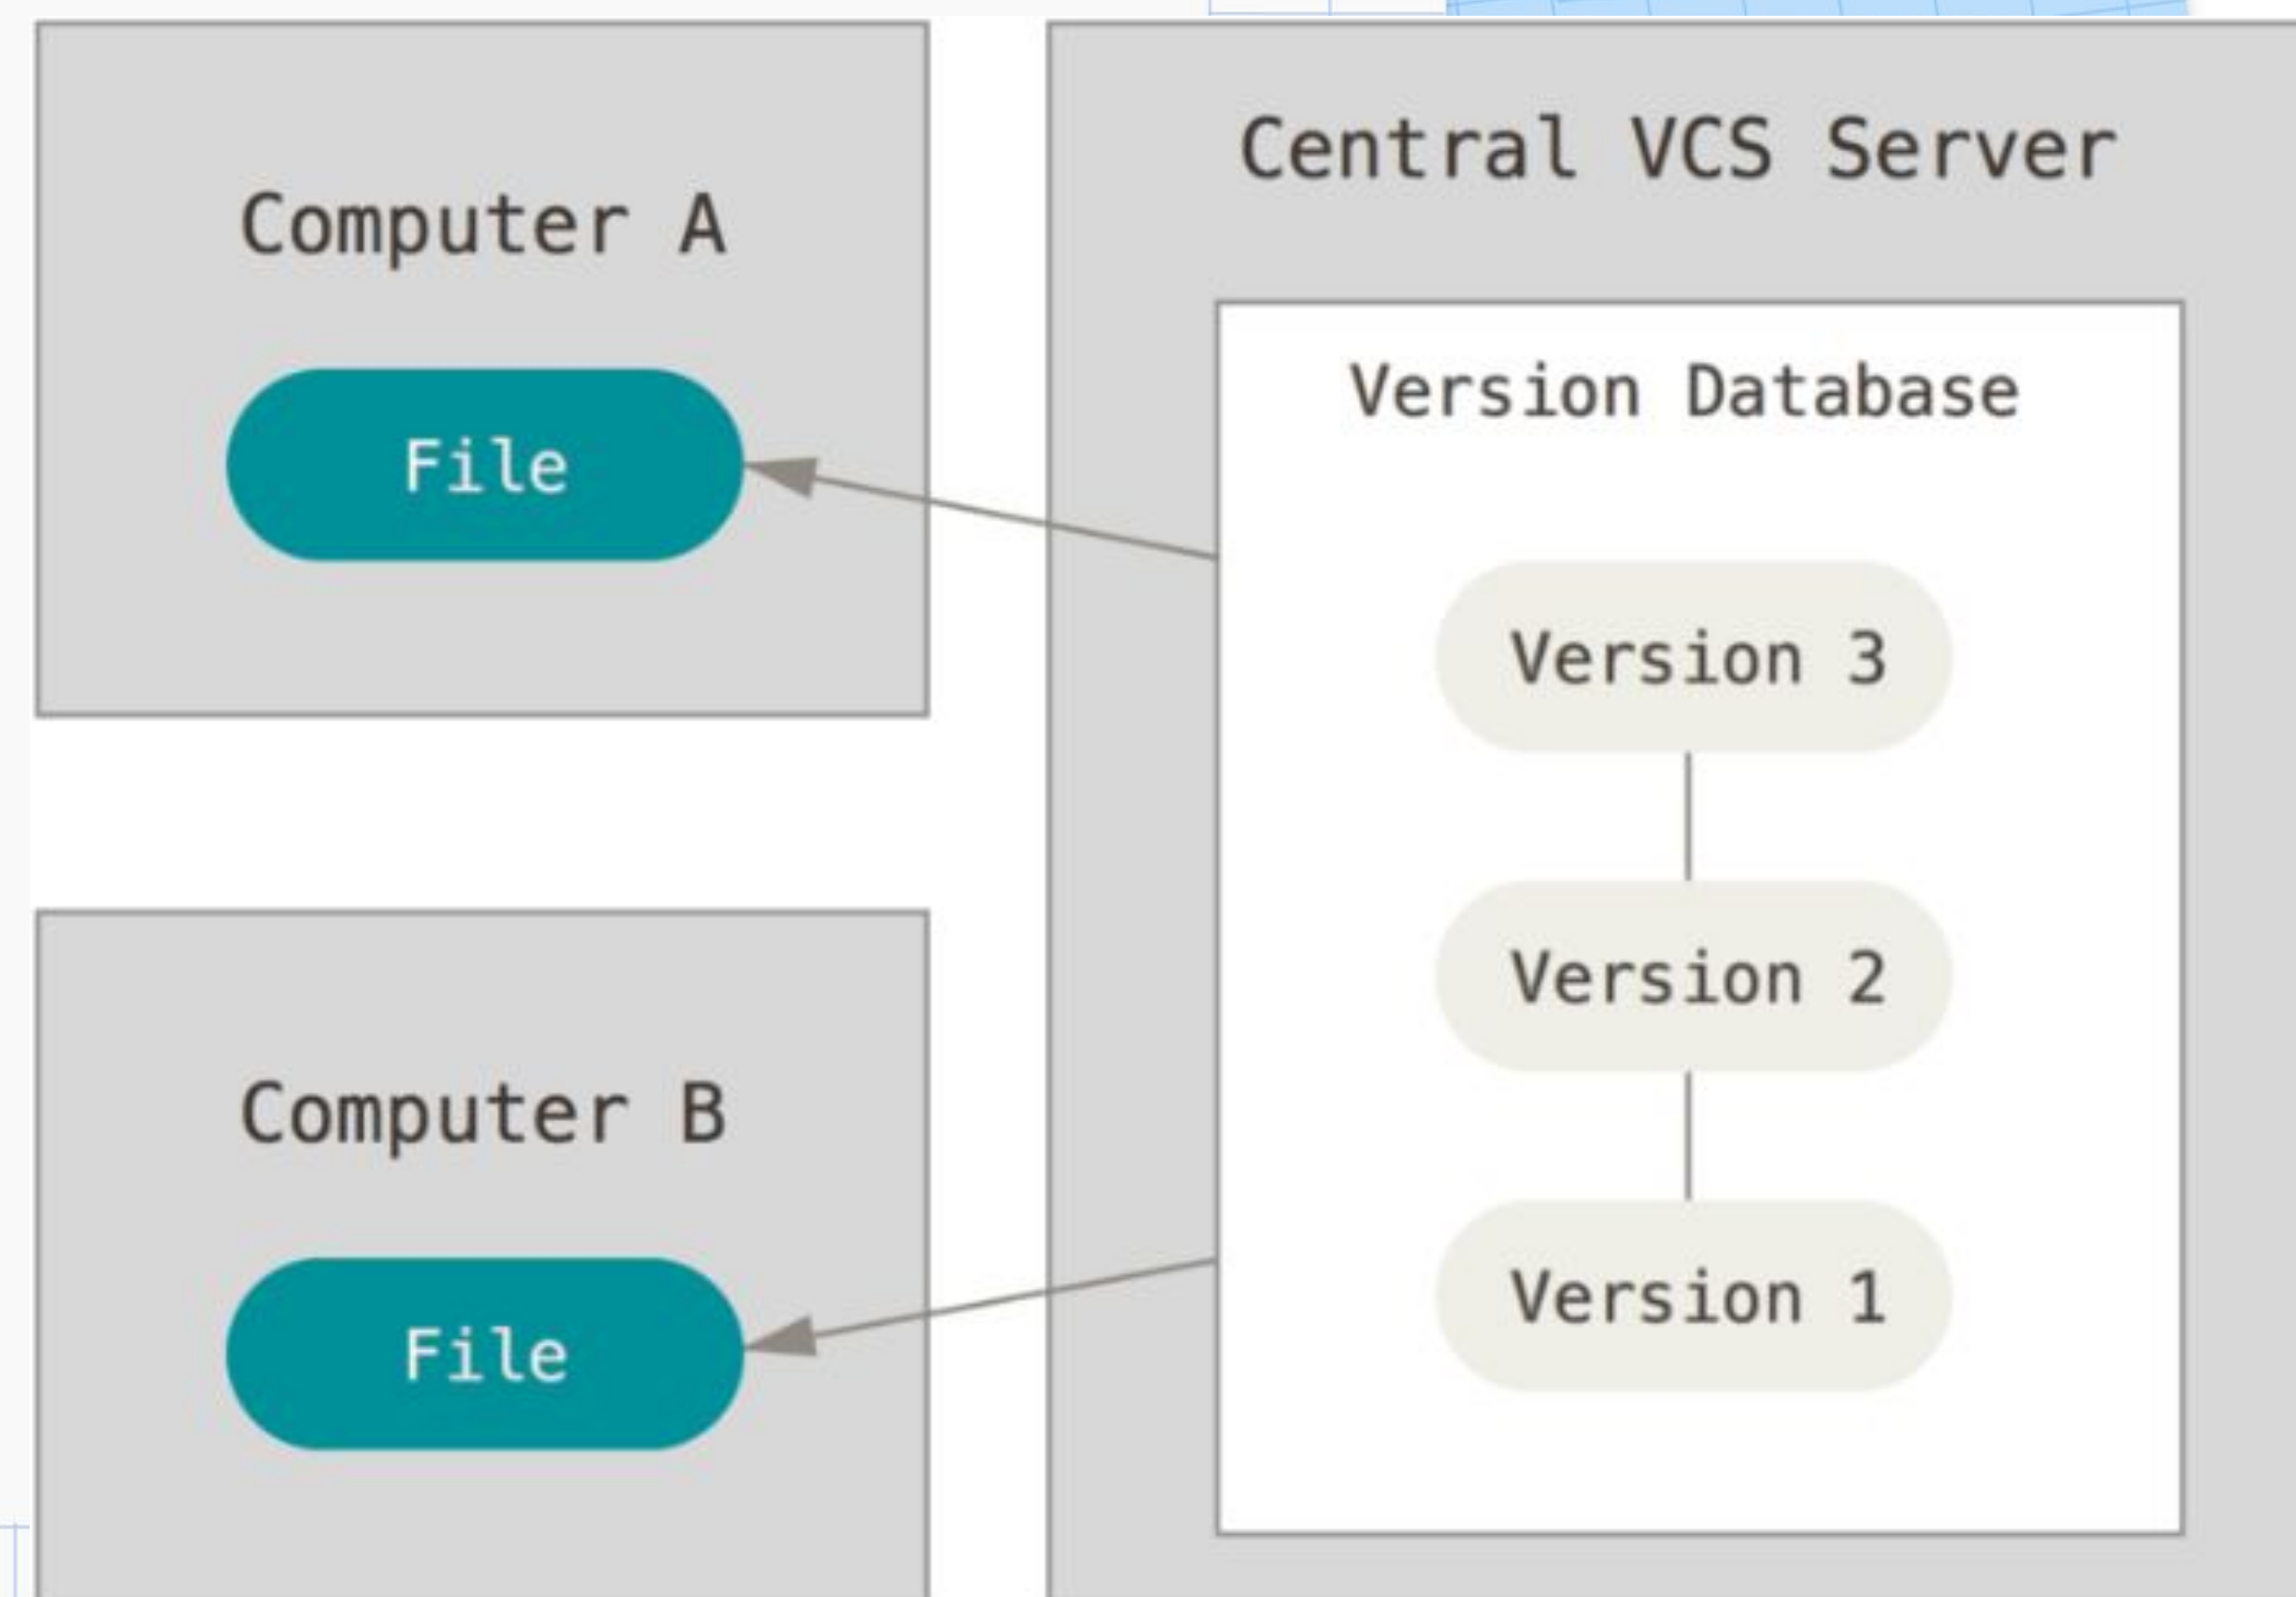 Computer A
File
Computer B
File
Central VCS Server
Version Database
Version 3
Version 2
Version 1